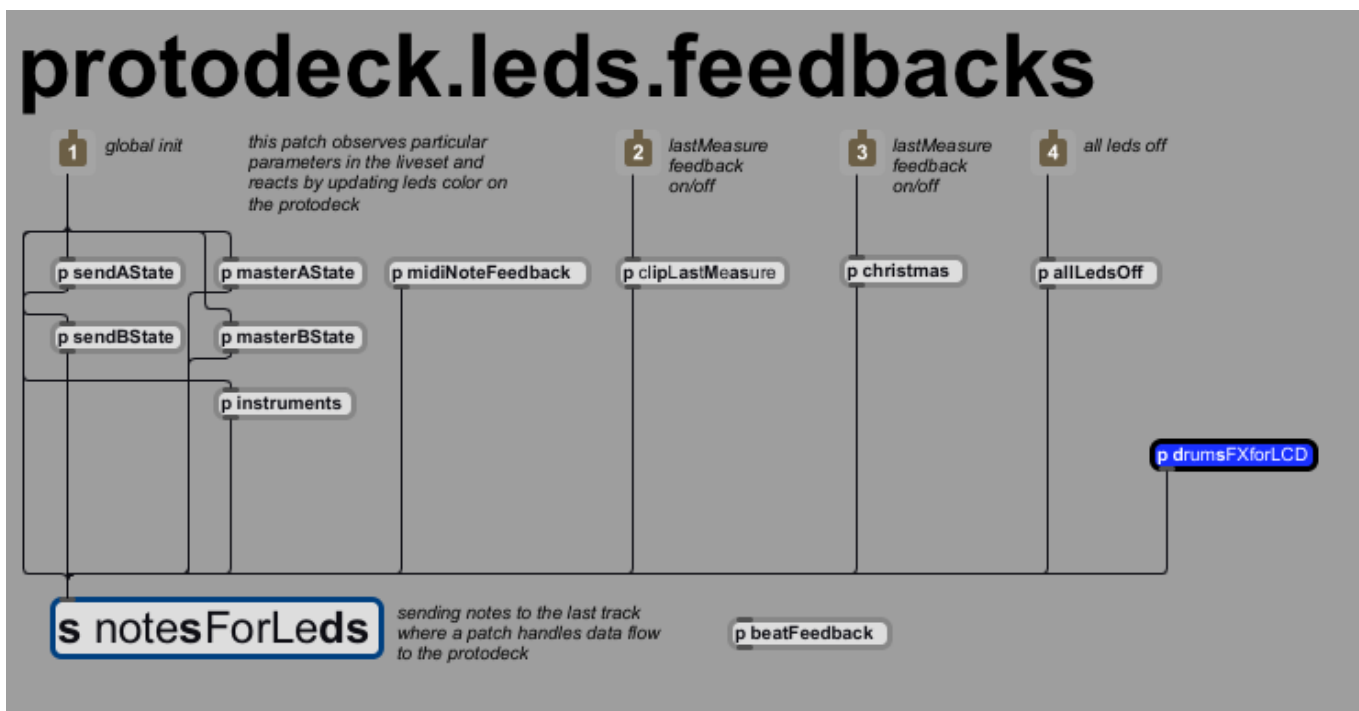 protodeck.leds.feedbacks
1
global init
this patch observes particular
parameters in the liveset and
reacts by updating leds color on
the protodeck
2
lastMeasure
feedback
on/off
3
lastMeasure
feedback
on/off
4
all leds off
p sendAState
p masterAState
p midiNoteFeedback
p clipLastMeasure
p christmas
p allLedsOff
p sendBState
p masterBState
p instruments
p drumsFXforLCD
s notesForLeds
sending notes to the last track
where a patch handles data flow
to the protodeck
p beatFeedback